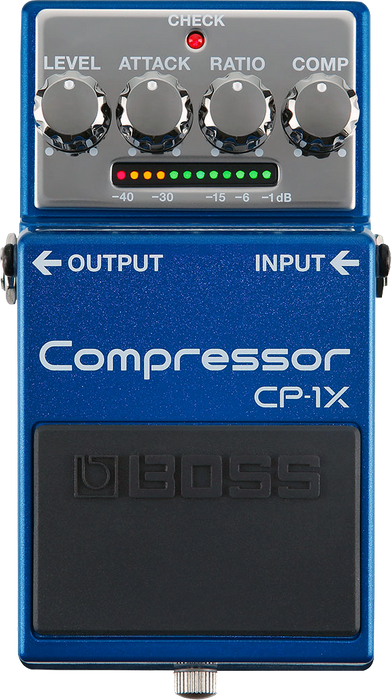 CHECK
LEVEL ATTACK RATIO COMP
-40 -30 -15 -6 -1dB
← OUTPUT INPUT ←
Compressor
CP-1X
BOSS